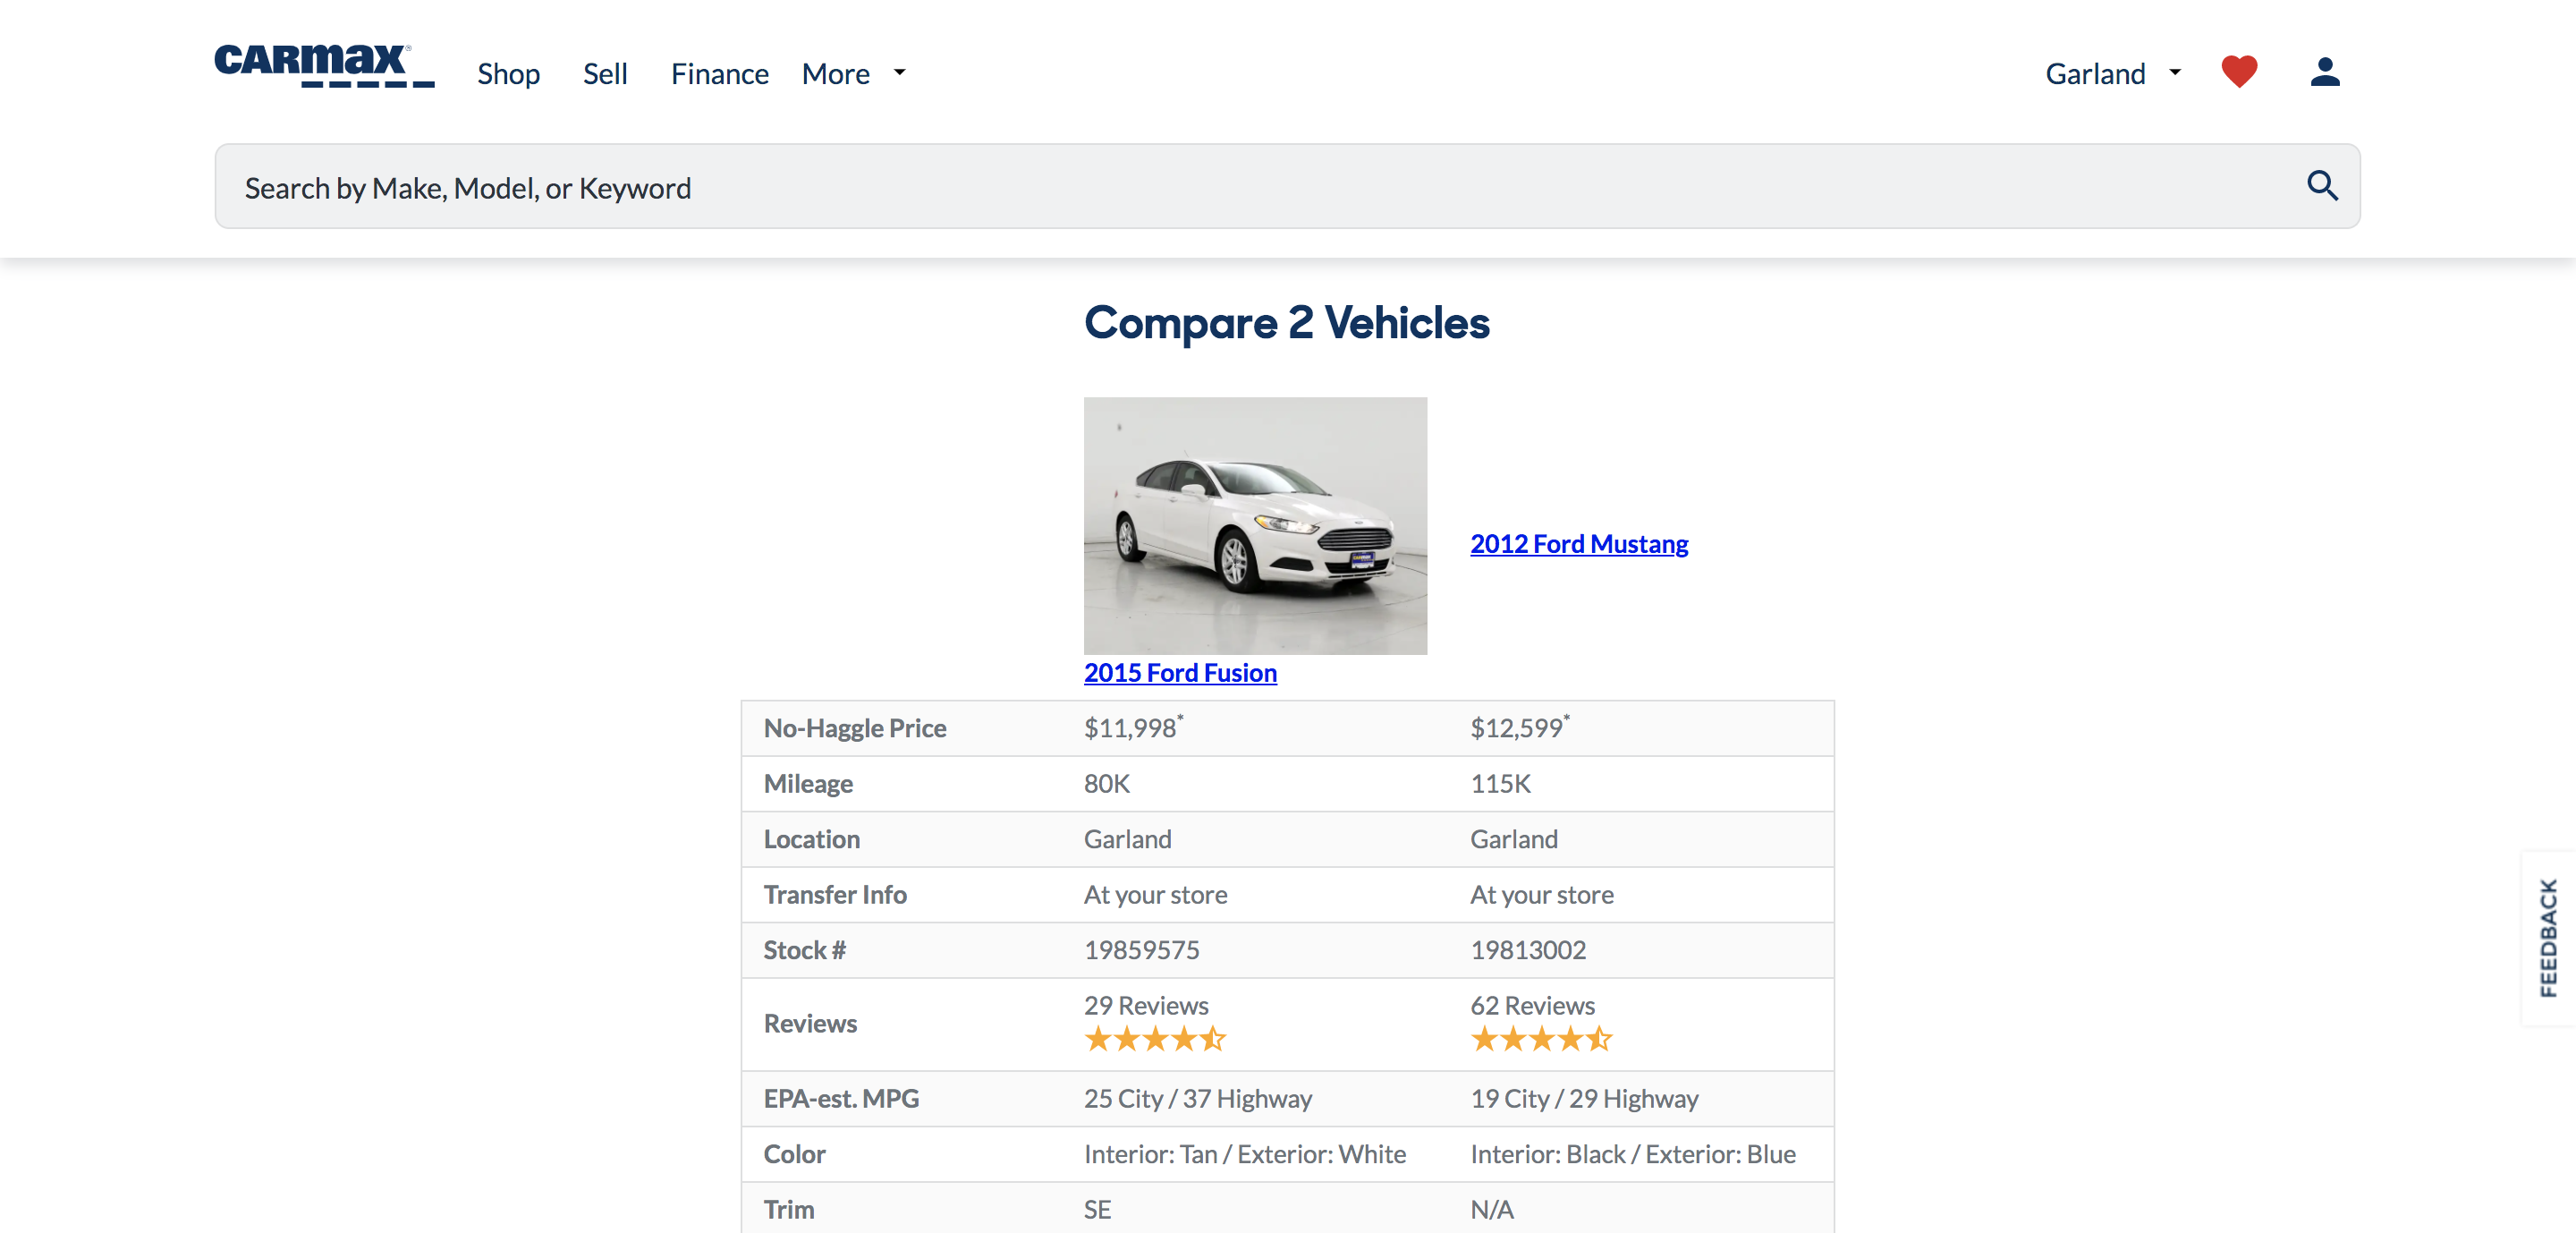 CARMAX®
Shop Sell Finance More Garland
Search by Make, Model, or Keyword
Compare 2 Vehicles
2012 Ford Mustang
2015 Ford Fusion
No-Haggle Price $11,998* $12,599*
Mileage 80K 115K
Location Garland Garland
Transfer Info At your store At your store
Stock # 19859575 19813002
29 Reviews 62 Reviews
Reviews
EPA-est. MPG 25 City / 37 Highway 19 City / 29 Highway
Color Interior: Tan / Exterior: White Interior: Black / Exterior: Blue
Trim SE N/A
FEEDBACK